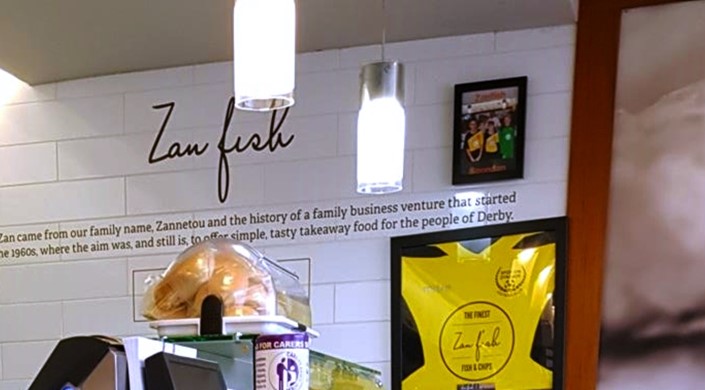 Zan fish
Zan came from our family name, Zannetou and the history of a family business venture that started
he 1960s, where the aim was, and still is, to offer simple, tasty takeaway food for the people of Derby.
THE FINEST
Zan fish
FISH & CHIPS
FOR CARERS